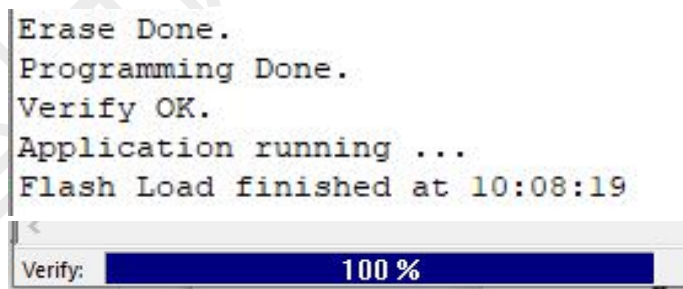 Erase Done.
Programming Done.
Verify OK.
Application running ...
Flash Load finished at 10:08:19
Verify: 100 %